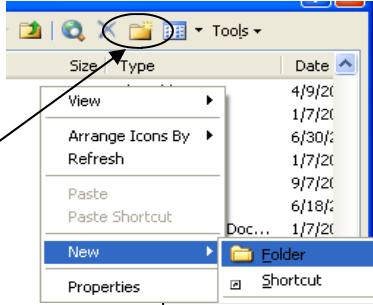 Tools
Size Type Date
View 4/9/20
1/7/20
Arrange Icons By 6/30/2
Refresh 1/7/20
9/7/20
Paste 6/18/2
Paste Shortcut
Doc... 1/7/20
New Folder
Shortcut
Properties